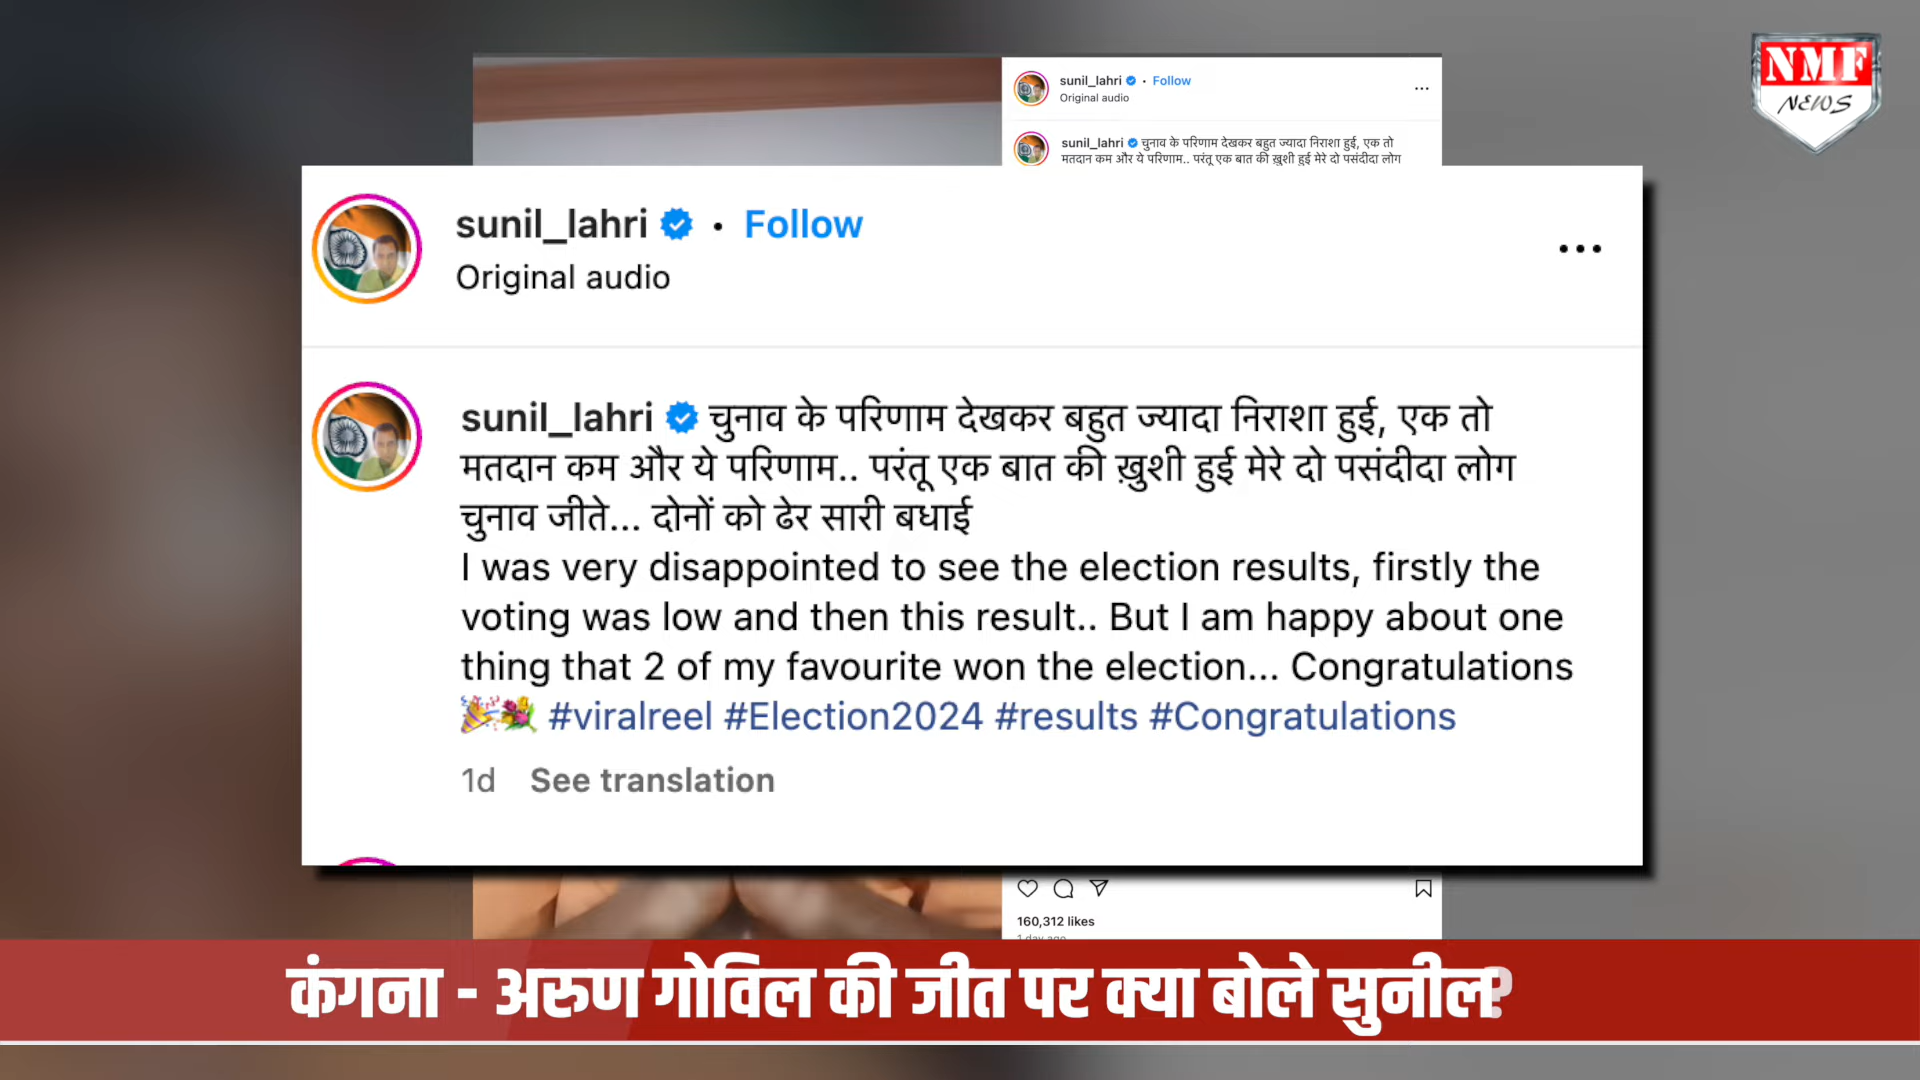 NMF
NEWS
sunil_lahri • Follow
Original audio
...
sunil_lahri चुनाव के परिणाम देखकर बहुत ज्यादा निराशा हुई, एक तो
मतदान कम और ये परिणाम.. परंतू एक बात की ख़ुशी हुई मेरे दो पसंदीदा लोग
sunil_lahri • Follow
Original audio
...
sunil_lahri चुनाव के परिणाम देखकर बहुत ज्यादा निराशा हुई, एक तो
मतदान कम और ये परिणाम.. परंतू एक बात की ख़ुशी हुई मेरे दो पसंदीदा लोग
चुनाव जीते... दोनों को ढेर सारी बधाई
I was very disappointed to see the election results, firstly the
voting was low and then this result.. But I am happy about one
thing that 2 of my favourite won the election... Congratulations
🎉💐 #viralreel #Election2024 #results #Congratulations
1d See translation
160,312 likes
1 day ago
कंगना - अरुण गोविल की जीत पर क्या बोले सुनील?